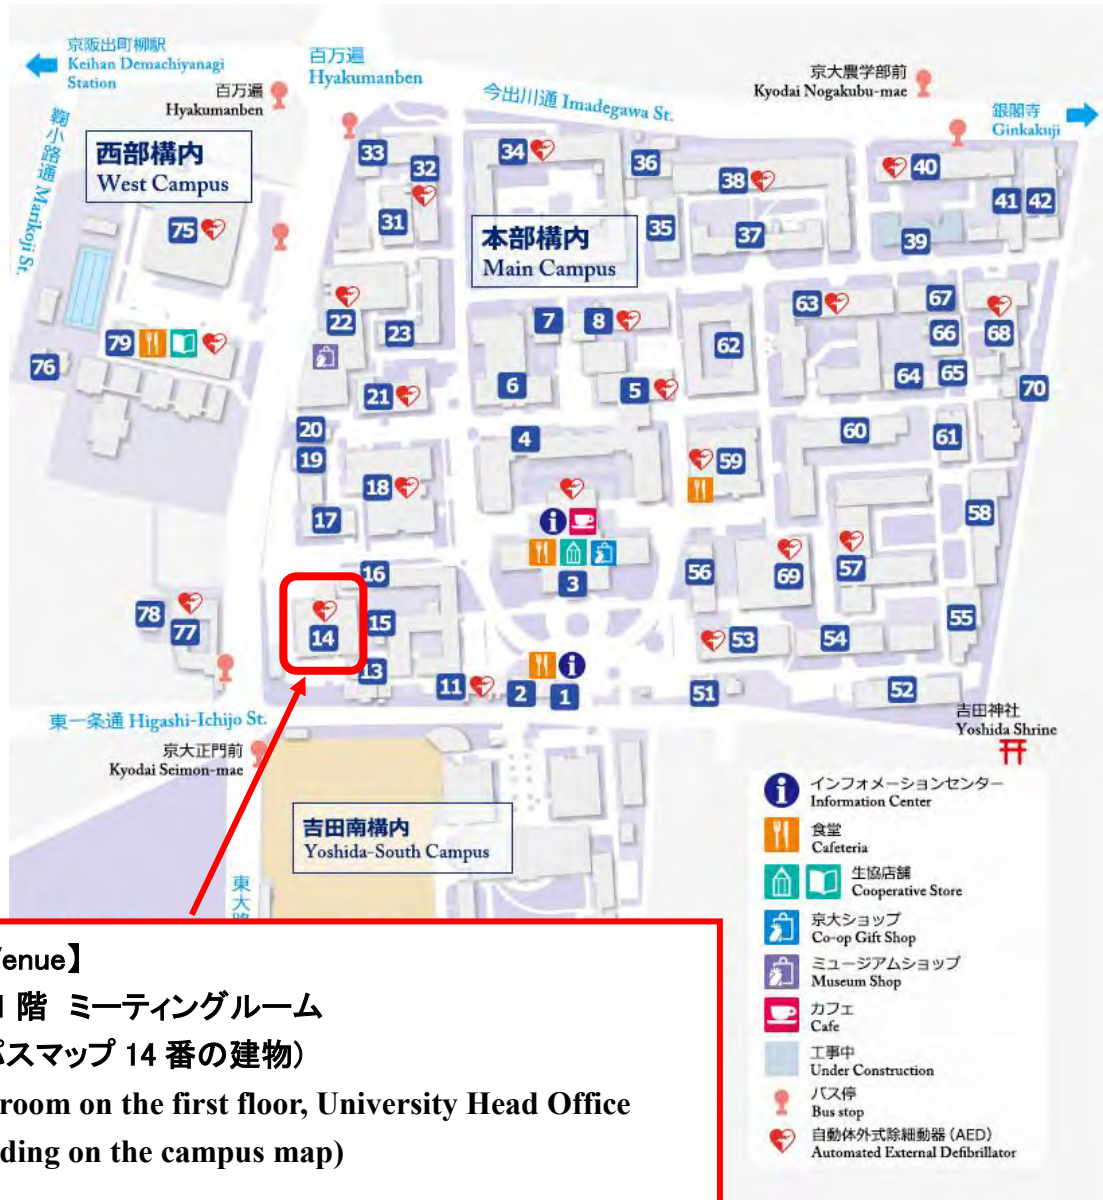 京阪出町柳駅
Keihan Demachiyanagi
Station
百万遍
Hyakumanben
百万遍
Hyakumanben
今出川通 Imadegawa St.
京大農学部前
Kyodai Nogakubu-mae
銀閣寺
Ginkakuji
鞠小路通 Marikoji St.
西部構内
West Campus
本部構内
Main Campus
33
32
34
36
38
40
41
42
75
31
35
37
39
22
23
7
8
63
67
66
68
62
79
76
21
6
5
64
65
70
20
19
4
60
61
59
18
17
58
16
3
56
69
57
78
77
14
15
53
54
55
13
11
2
1
51
52
東一条通 Higashi-Ichijo St.
京大正門前
Kyodai Seimon-mae
吉田神社
Yoshida Shrine
吉田南構内
Yoshida-South Campus
東大路
インフォメーションセンター
Information Center
食堂
Cafeteria
生協店舗
Cooperative Store
京大ショップ
Co-op Gift Shop
ミュージアムショップ
Museum Shop
カフェ
Cafe
工事中
Under Construction
バス停
Bus stop
自動体外式除細動器 (AED)
Automated External Defibrillator
enue】
階 ミーティングルーム
パスマップ 14 番の建物）
room on the first floor, University Head Office
ding on the campus map)